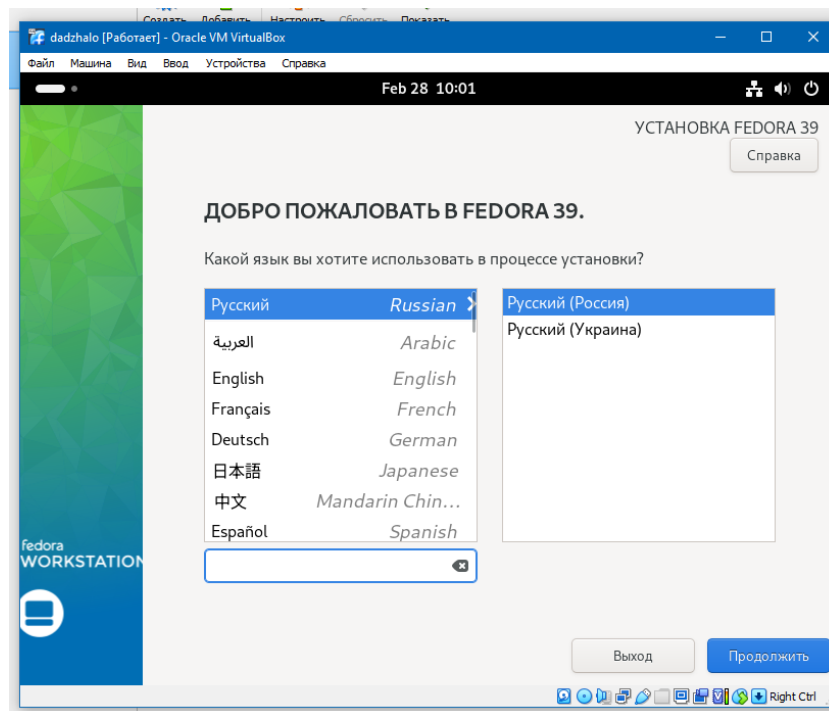 Создать Добавить Настроить Сбросить Показать
dadzhalo [Работает] - Oracle VM VirtualBox
Файл Машина Вид Ввод Устройства Справка
Feb 28 10:01
УСТАНОВКА FEDORA 39
Справка
ДОБРО ПОЖАЛОВАТЬ В FEDORA 39.
Какой язык вы хотите использовать в процессе установки?
Русский Russian
العربية Arabic
English English
Français French
Deutsch German
日本語 Japanese
中文 Mandarin Chin...
Español Spanish
Русский (Россия)
Русский (Украина)
fedora
WORKSTATION
Выход Продолжить
Right Ctrl